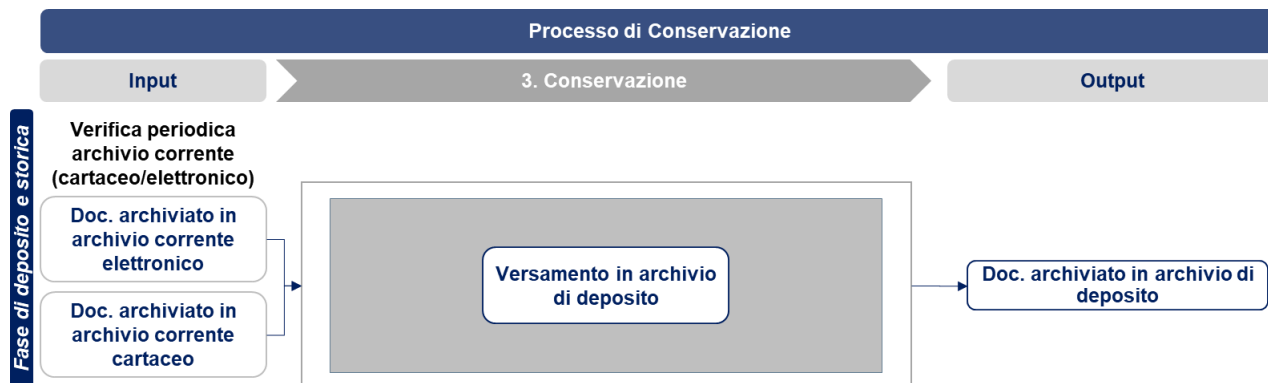 Processo di Conservazione
Input
3. Conservazione
Output
Fase di deposito e storica
Verifica periodica
archivio corrente
(cartaceo/elettronico)
Doc. archiviato in
archivio corrente
elettronico
Doc. archiviato in
archivio corrente
cartaceo
Versamento in archivio
di deposito
Doc. archiviato in archivio di
deposito